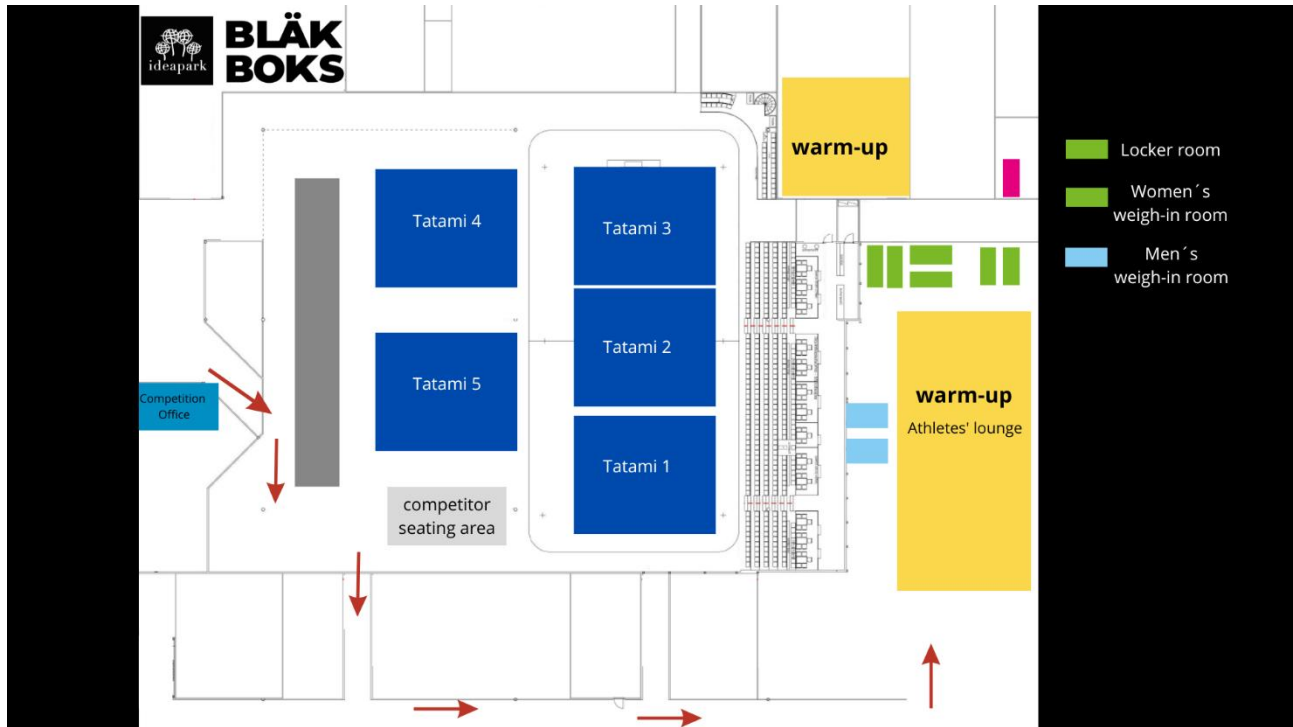 ideapark
BLÄK
BOKS
warm-up
Tatami 4
Tatami 3
Tatami 2
Tatami 5
Tatami 1
Competition
Office
competitor
seating area
warm-up
Athletes' lounge
Locker room
Women´s
weigh-in room
Men´s
weigh-in room